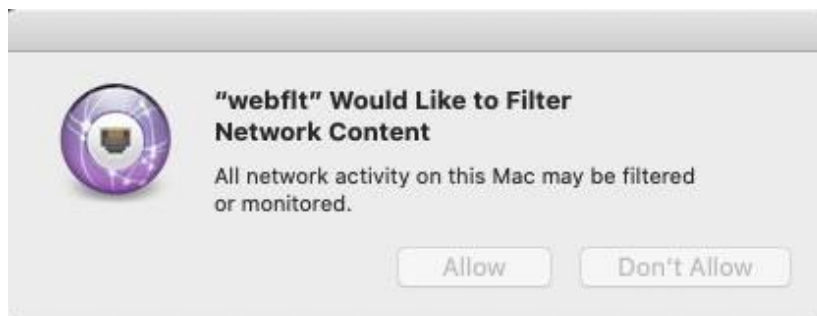 “webflt” Would Like to Filter
Network Content
All network activity on this Mac may be filtered
or monitored.
Allow
Don't Allow